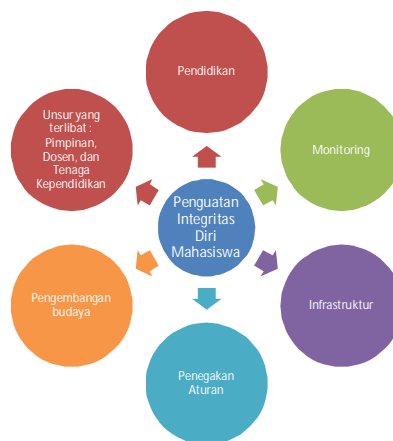 Pendidikan
Unsur yang
terlibat :
Pimpinan,
Dosen, dan
Tenaga
Kependidikan
Monitoring
Penguatan
Integritas
Diri
Mahasiswa
Pengembangan
budaya
Infrastruktur
Penegakan
Aturan